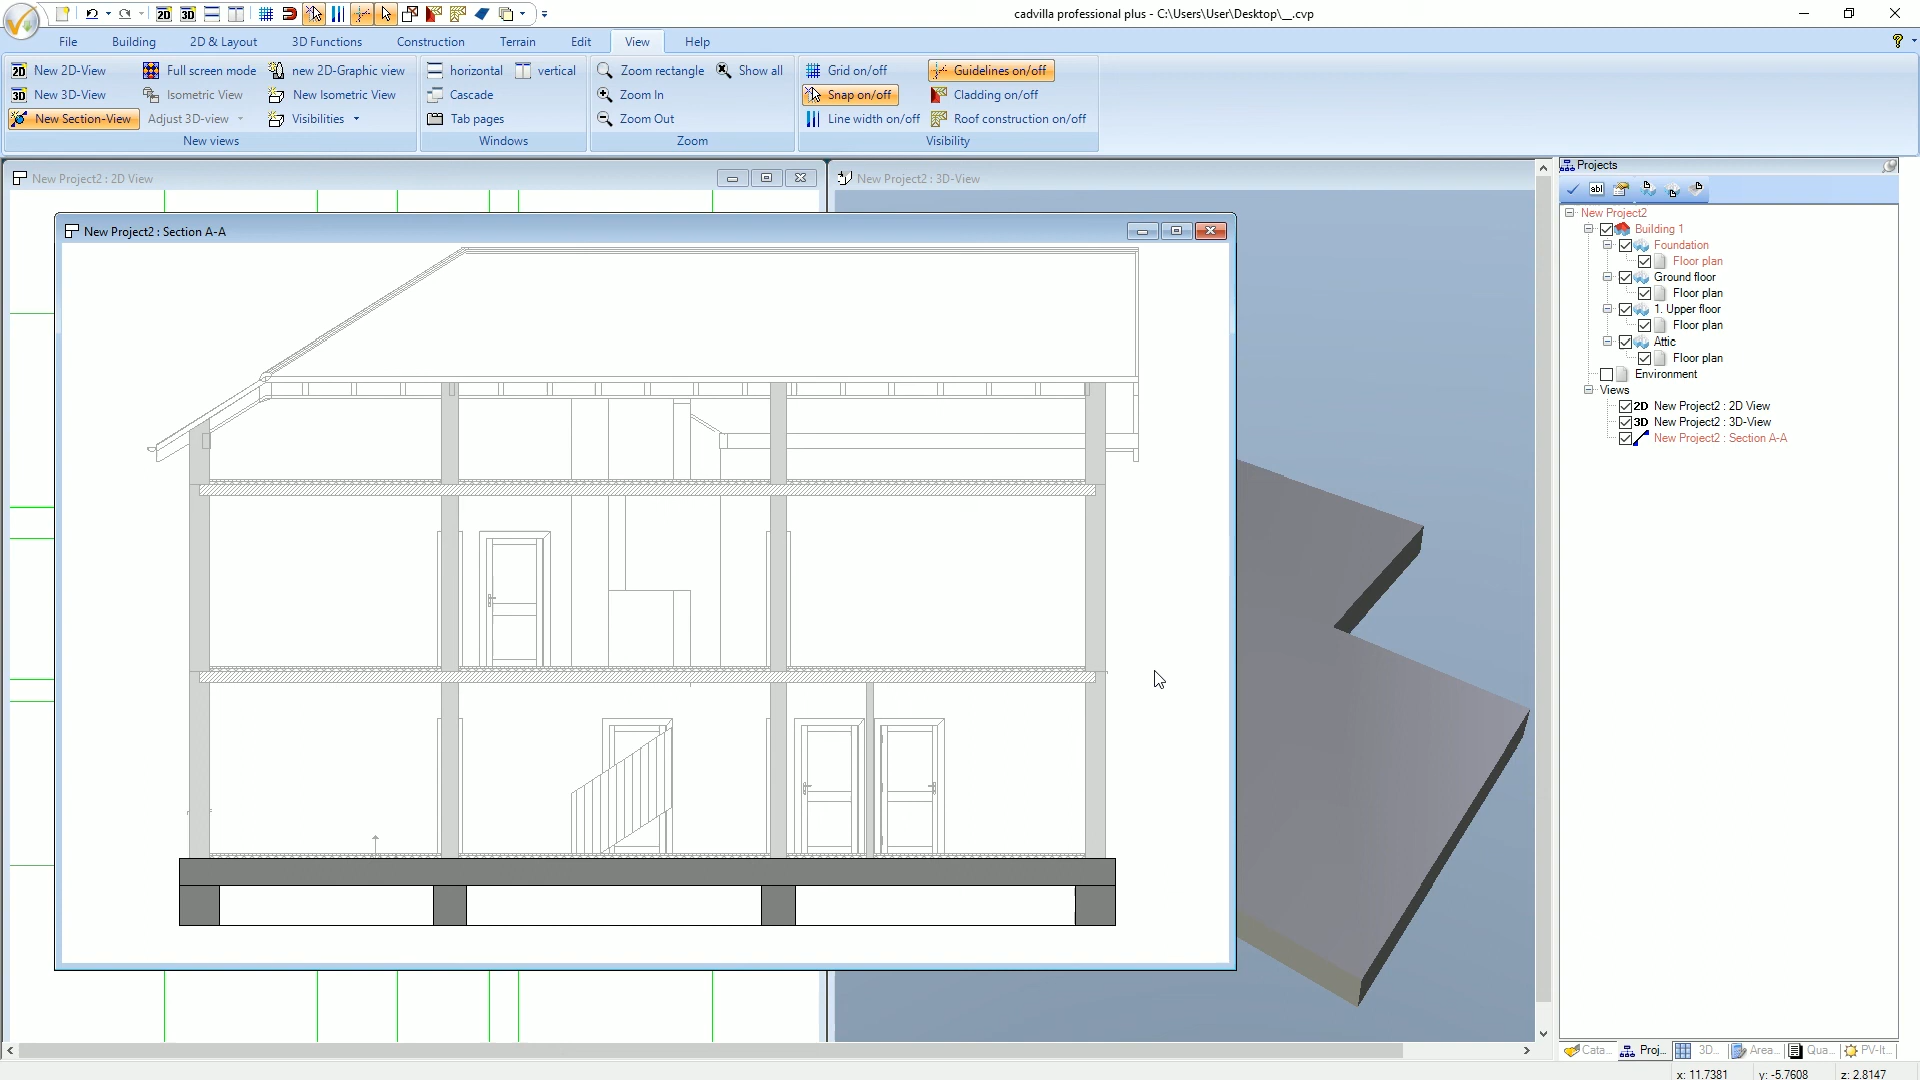 2D 3D
cadvilla professional plus - C:\Users\User\Desktop\__.cvp
File Building 2D & Layout 3D Functions Construction Terrain Edit View Help ?
2D New 2D-View Full screen mode new 2D-Graphic view horizontal vertical Zoom rectangle Show all Grid on/off Guidelines on/off
3D New 3D-View Isometric View New Isometric View Cascade Zoom In Snap on/off Cladding on/off
New Section-View Adjust 3D-view Visibilities Tab pages Zoom Out Line width on/off Roof construction on/off
New views Windows Zoom Visibility
New Project2 : 2D View
New Project2 : 3D-View
New Project2 : Section A-A
Projects
abl
New Project2
Building 1
Foundation
Floor plan
Ground floor
Floor plan
1. Upper floor
Floor plan
Attic
Floor plan
Environment
Views
2D New Project2 : 2D View
3D New Project2 : 3D-View
New Project2 : Section A-A
Cata... Proj... 3D... Area... Qua... PV-It...
x: 11.7381 y: -5.7608 z: 2.8147